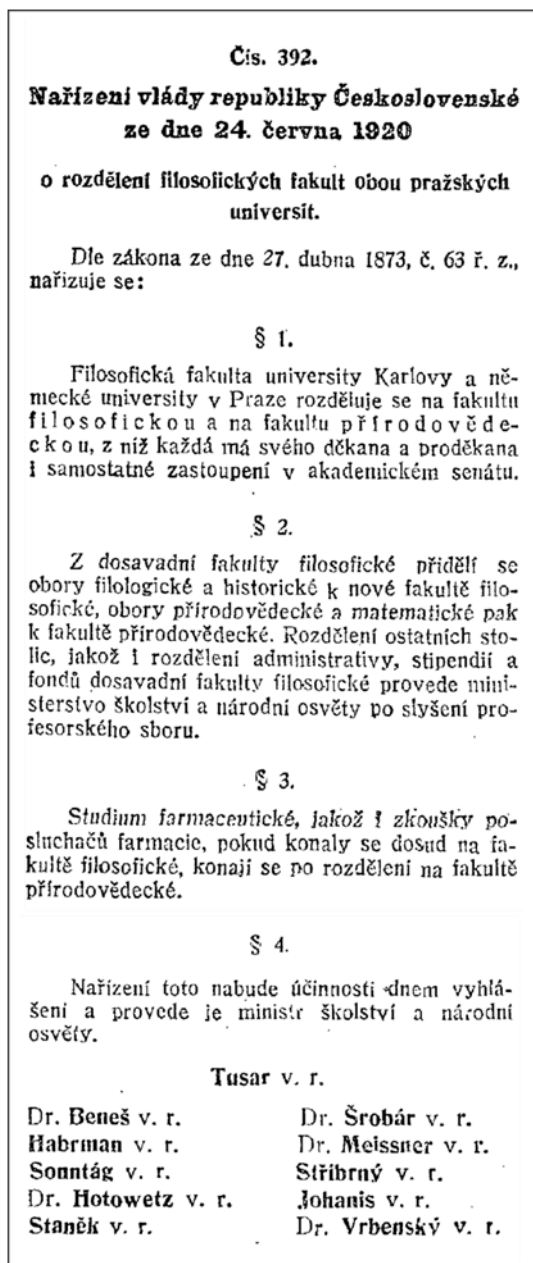 Čís. 392.
Nařízení vlády republiky Československé
ze dne 24. června 1920
o rozdělení filosofických fakult obou pražských
universit.
Dle zákona ze dne 27. dubna 1873, č. 63 ř. z.,
nařizuje se:
§ 1.
Filosofická fakulta university Karlovy a ně-
mecké university v Praze rozděluje se na fakultu
filosofickou a na fakultu přírodově­de-
ckou, z níž každá má svého děkana a proděkana
i samostatné zastoupení v akademickém senátu.
§ 2.
Z dosavadní fakulty filosofické přidělí se
obory filologické a historické k nové fakultě filo-
sofické, obory přírodovědecké a matematické pak
k fakultě přírodovědecké. Rozdělení ostatních sto-
lic, jakož i rozdělení administrativy, stipendií a
fondů dosavadní fakulty filosofické provede mini-
sterstvo školství a národní osvěty po slyšení pro-
fesorského sboru.
§ 3.
Studium farmaceutické, jakož i zkoušky po-
sluchačů farmacie, pokud konaly se dosud na fa-
kultě filosofické, konají se po rozdělení na fakultě
přírodovědecké.
§ 4.
Nařízení toto nabude účinnosti dnem vyhlá-
šení a provede je ministr školství a národní
osvěty.
Tusar v. r.
Dr. Beneš v. r. Dr. Šrobár v. r.
Habrman v. r. Dr. Meissner v. r.
Sonntág v. r. Stříbrný v. r.
Dr. Hotowetz v. r. Johanis v. r.
Staněk v. r. Dr. Vrbenský v. r.